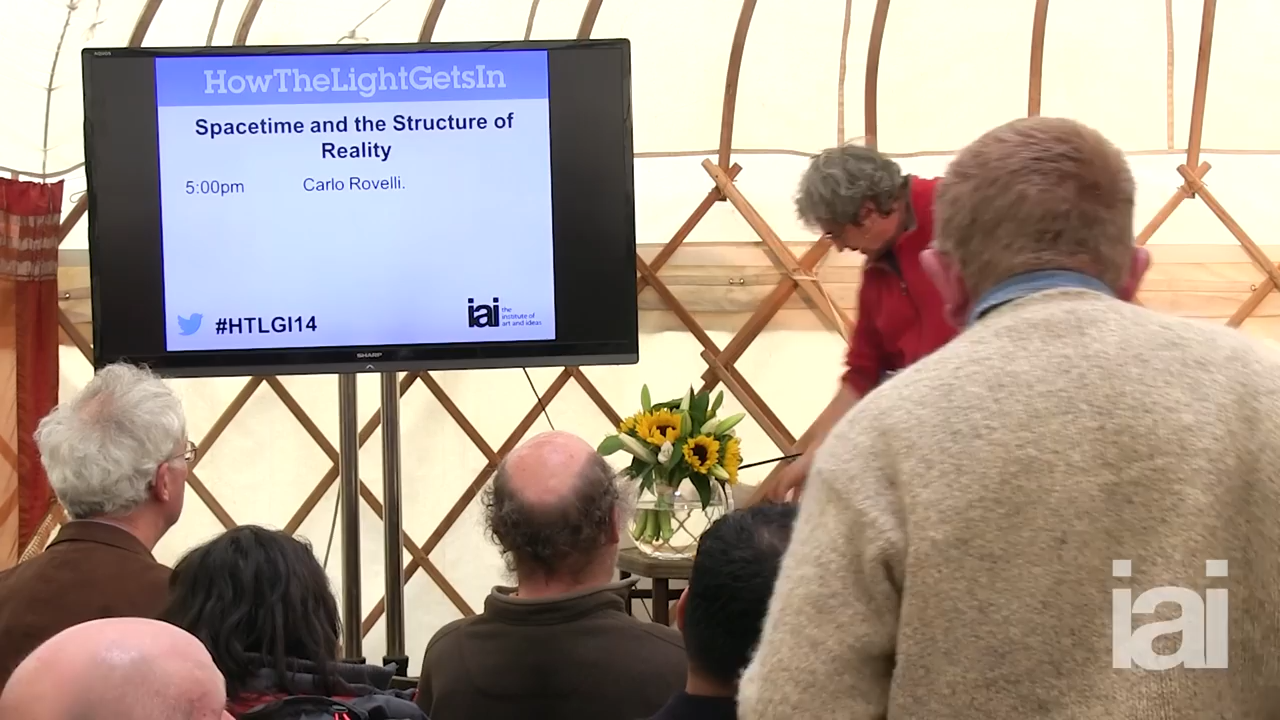 HowTheLightGetsIn
Spacetime and the Structure of
Reality
5:00pm Carlo Rovelli.
#HTLGI14
iai the
institute of
art and ideas
SHARP
iai